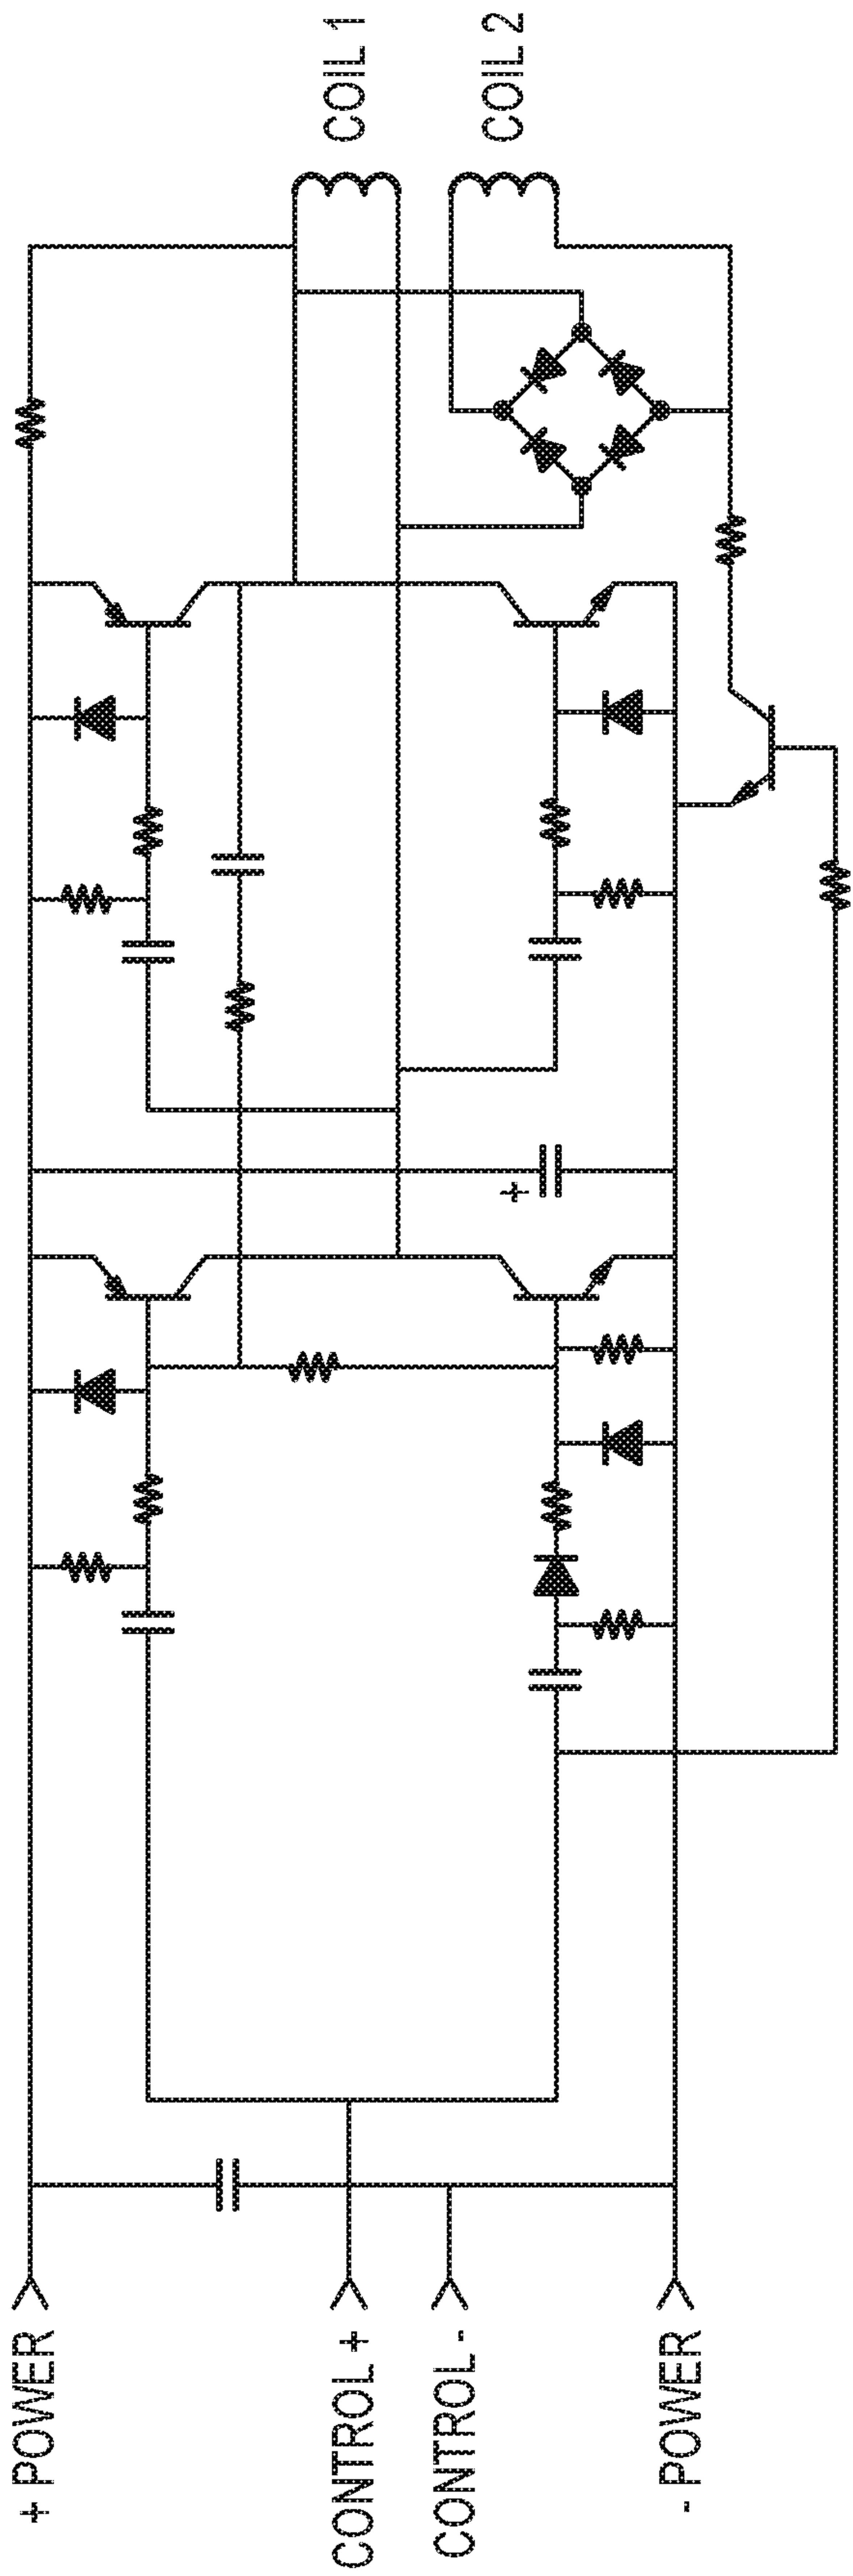 + POWER
CONTROL +
CONTROL -
- POWER
COIL 1
COIL 2
+